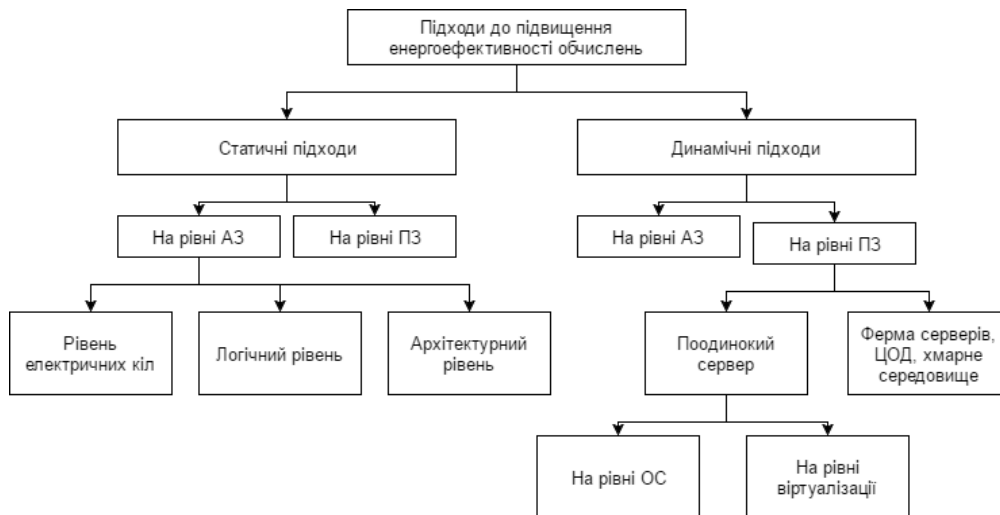 Підходи до підвищення
енергоефективності обчислень
Статичні підходи
Динамічні підходи
На рівні АЗ
На рівні ПЗ
На рівні АЗ
На рівні ПЗ
Рівень
електричних кіл
Логічний рівень
Архітектурний
рівень
Поодинокий
сервер
Ферма серверів,
ЦОД, хмарне
середовище
На рівні ОС
На рівні
віртуалізації